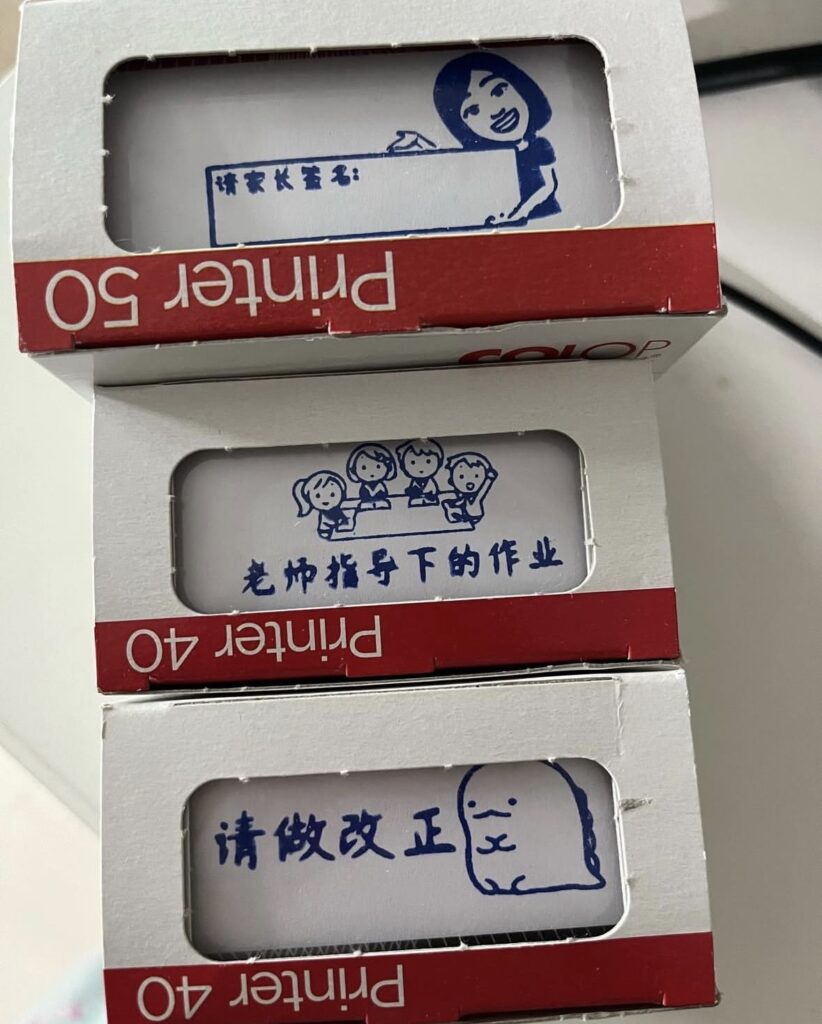 请家长签名:
Printer 50
COLOP
老师指导下的作业
Printer 40
请做改正
Printer 40